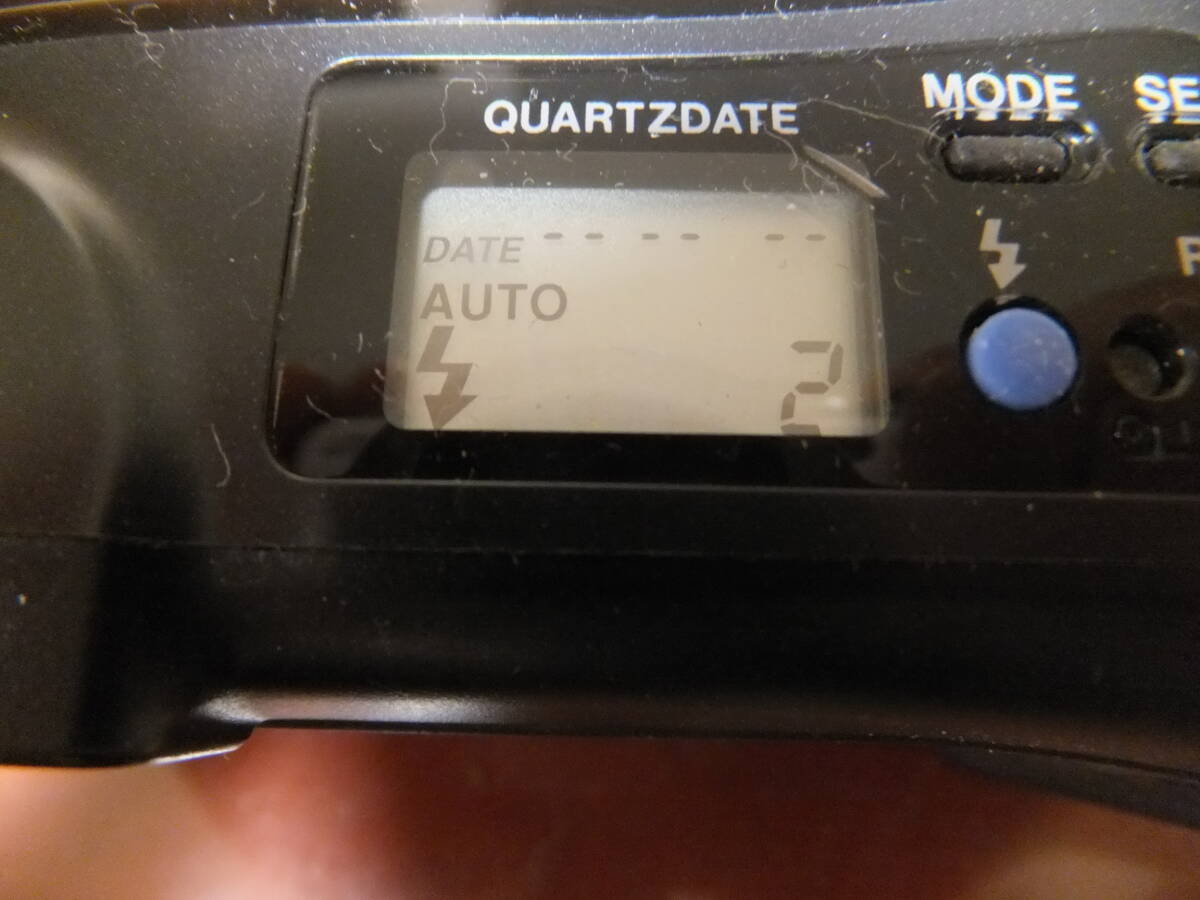 QUARTZDATE
MODE
DATE -- -- --
AUTO
2